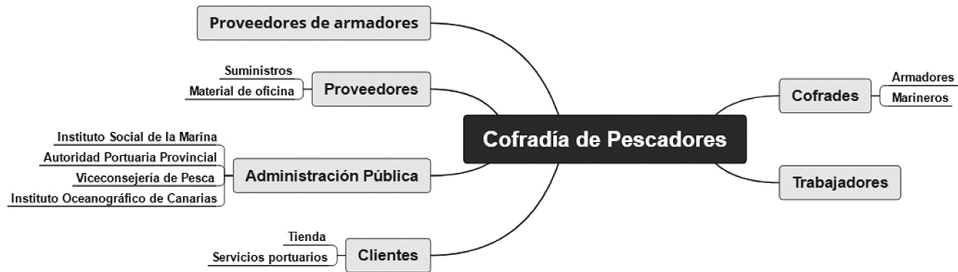 Proveedores de armadores
Suministros
Material de oficina
Proveedores
Instituto Social de la Marina
Autoridad Portuaria Provincial
Viceconsejería de Pesca
Instituto Oceanográfico de Canarias
Administración Pública
Tienda
Servicios portuarios
Clientes
Cofradía de Pescadores
Cofrades
Armadores
Marineros
Trabajadores